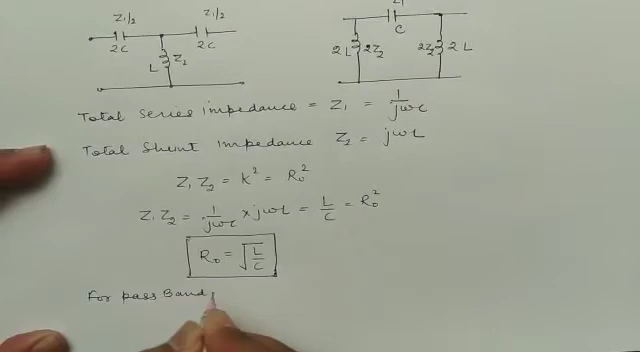 Z₁/2 Z₁/2
2C 2C
L Z₂
Z₁
C
2L 2Z₂ 2Z₂ 2L
Total Series impedance = Z₁ = 1/jωC
Total Shunt impedance Z₂ = jωL
Z₁ Z₂ = K² = R₀²
Z₁ Z₂ = 1/jωC × jωL = L/C = R₀²
R₀ = √L/C
For pass Band